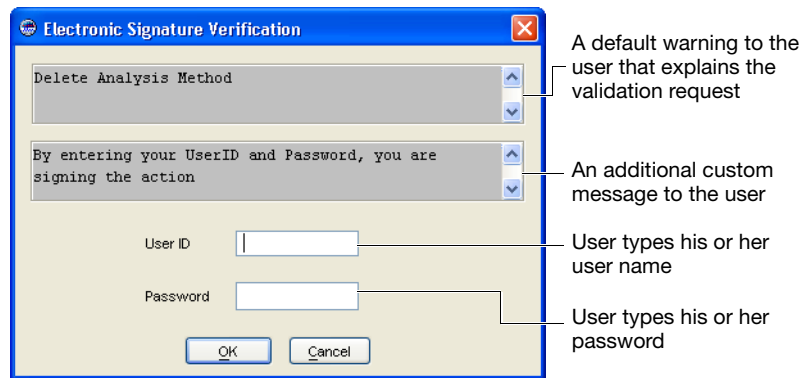 Electronic Signature Verification
Delete Analysis Method
A default warning to the
user that explains the
validation request
By entering your UserID and Password, you are
signing the action
An additional custom
message to the user
User ID
User types his or her
user name
Password
User types his or her
password
OK
Cancel